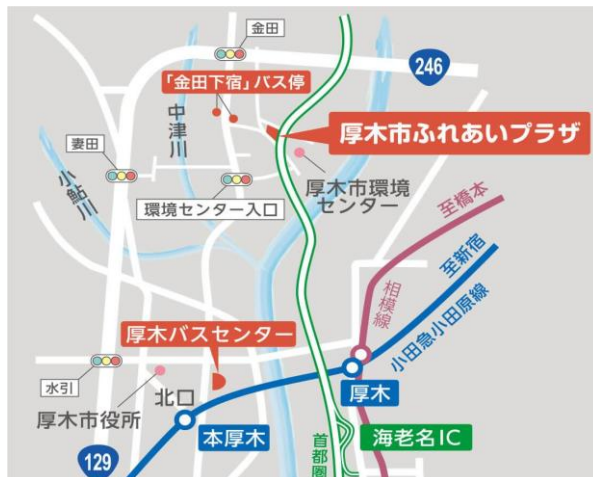 金田
246
「金田下宿」バス停
中津川
厚木市ふれあいプラザ
妻田
小鮎川
環境センター入口
厚木市環境
センター
至橋本
至新宿
相模線
小田急小田原線
厚木バスセンター
水引
北口
厚木市役所
厚木
本厚木
首都圏
海老名IC
129